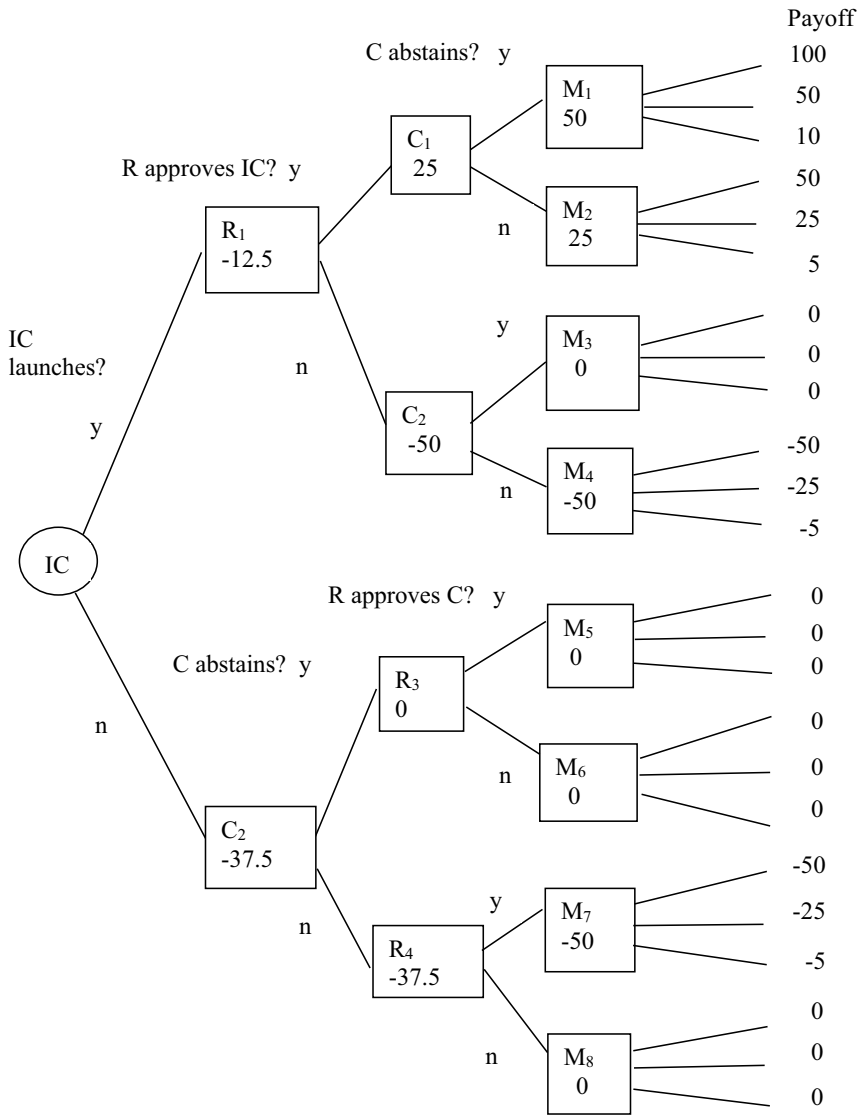 Payoff
C abstains? y
100
M1
50
50
10
C1
25
R approves IC? y
50
M2
25
25
n
5
R1
-12.5
IC
launches?
y
0
M3
0
0
0
n
y
C2
-50
-50
M4
-50
-25
n
-5
IC
R approves C? y
0
M5
0
0
0
C abstains? y
R3
0
n
0
M6
0
0
n
0
C2
-37.5
-50
y
M7
-50
-25
n
-5
R4
-37.5
0
M8
0
0
n
0